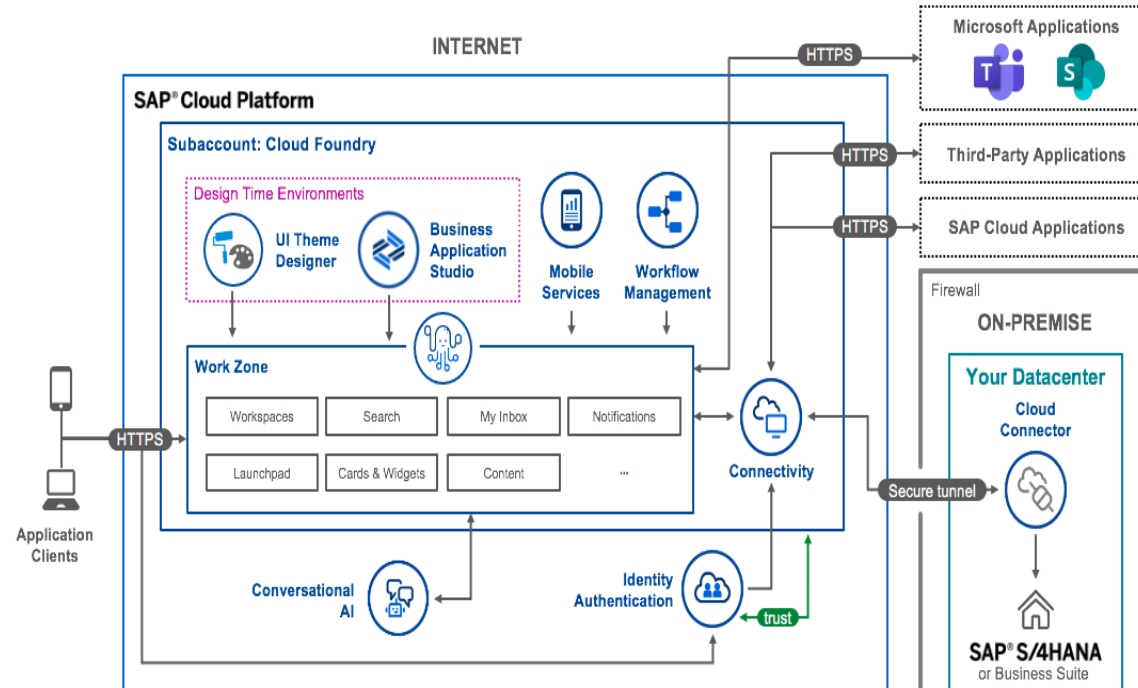 INTERNET
Microsoft Applications
HTTPS
T
S
SAP® Cloud Platform
Subaccount: Cloud Foundry
HTTPS
Third-Party Applications
Design Time Environments
UI Theme
Designer
Business
Application
Studio
Mobile
Services
Workflow
Management
HTTPS
SAP Cloud Applications
Firewall
ON-PREMISE
Work Zone
Workspaces
Search
My Inbox
Notifications
Launchpad
Cards & Widgets
Content
...
HTTPS
Application
Clients
Connectivity
Your Datacenter
Cloud
Connector
Secure tunnel
Conversational
AI
Identity
Authentication
trust
SAP® S/4HANA
or Business Suite